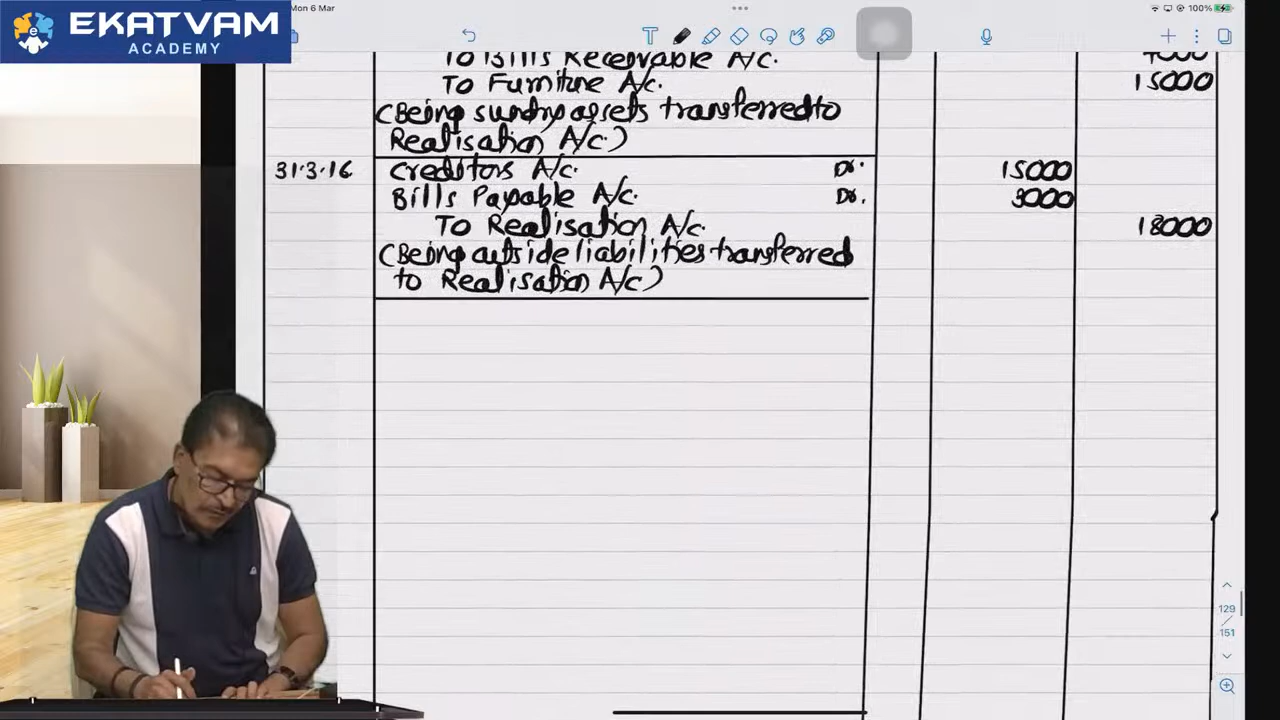 EKATVAM
ACADEMY
Mon 6 Mar
100%
To Bills Receivable A/c.
To Furniture A/c. 15000
(Being sundry assets transferred to
Realisation A/c.)
31.3.16 Creditors A/c. Dr. 15000
Bills Payable A/c. Dr. 3000
To Realisation A/c. 18000
(Being outside liabilities transferred
to Realisation A/c)
129
151